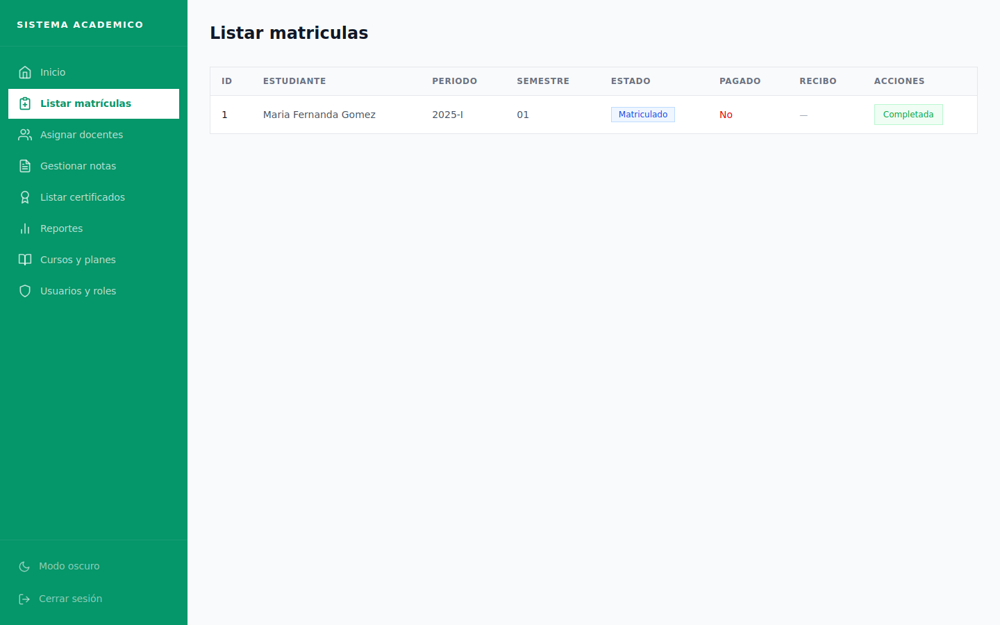 SISTEMA ACADEMICO
Inicio
Listar matrículas
Asignar docentes
Gestionar notas
Listar certificados
Reportes
Cursos y planes
Usuarios y roles
Modo oscuro
Cerrar sesión
Listar matriculas
ID ESTUDIANTE PERIODO SEMESTRE ESTADO PAGADO RECIBO ACCIONES
1 Maria Fernanda Gomez 2025-I 01 Matriculado No — Completada